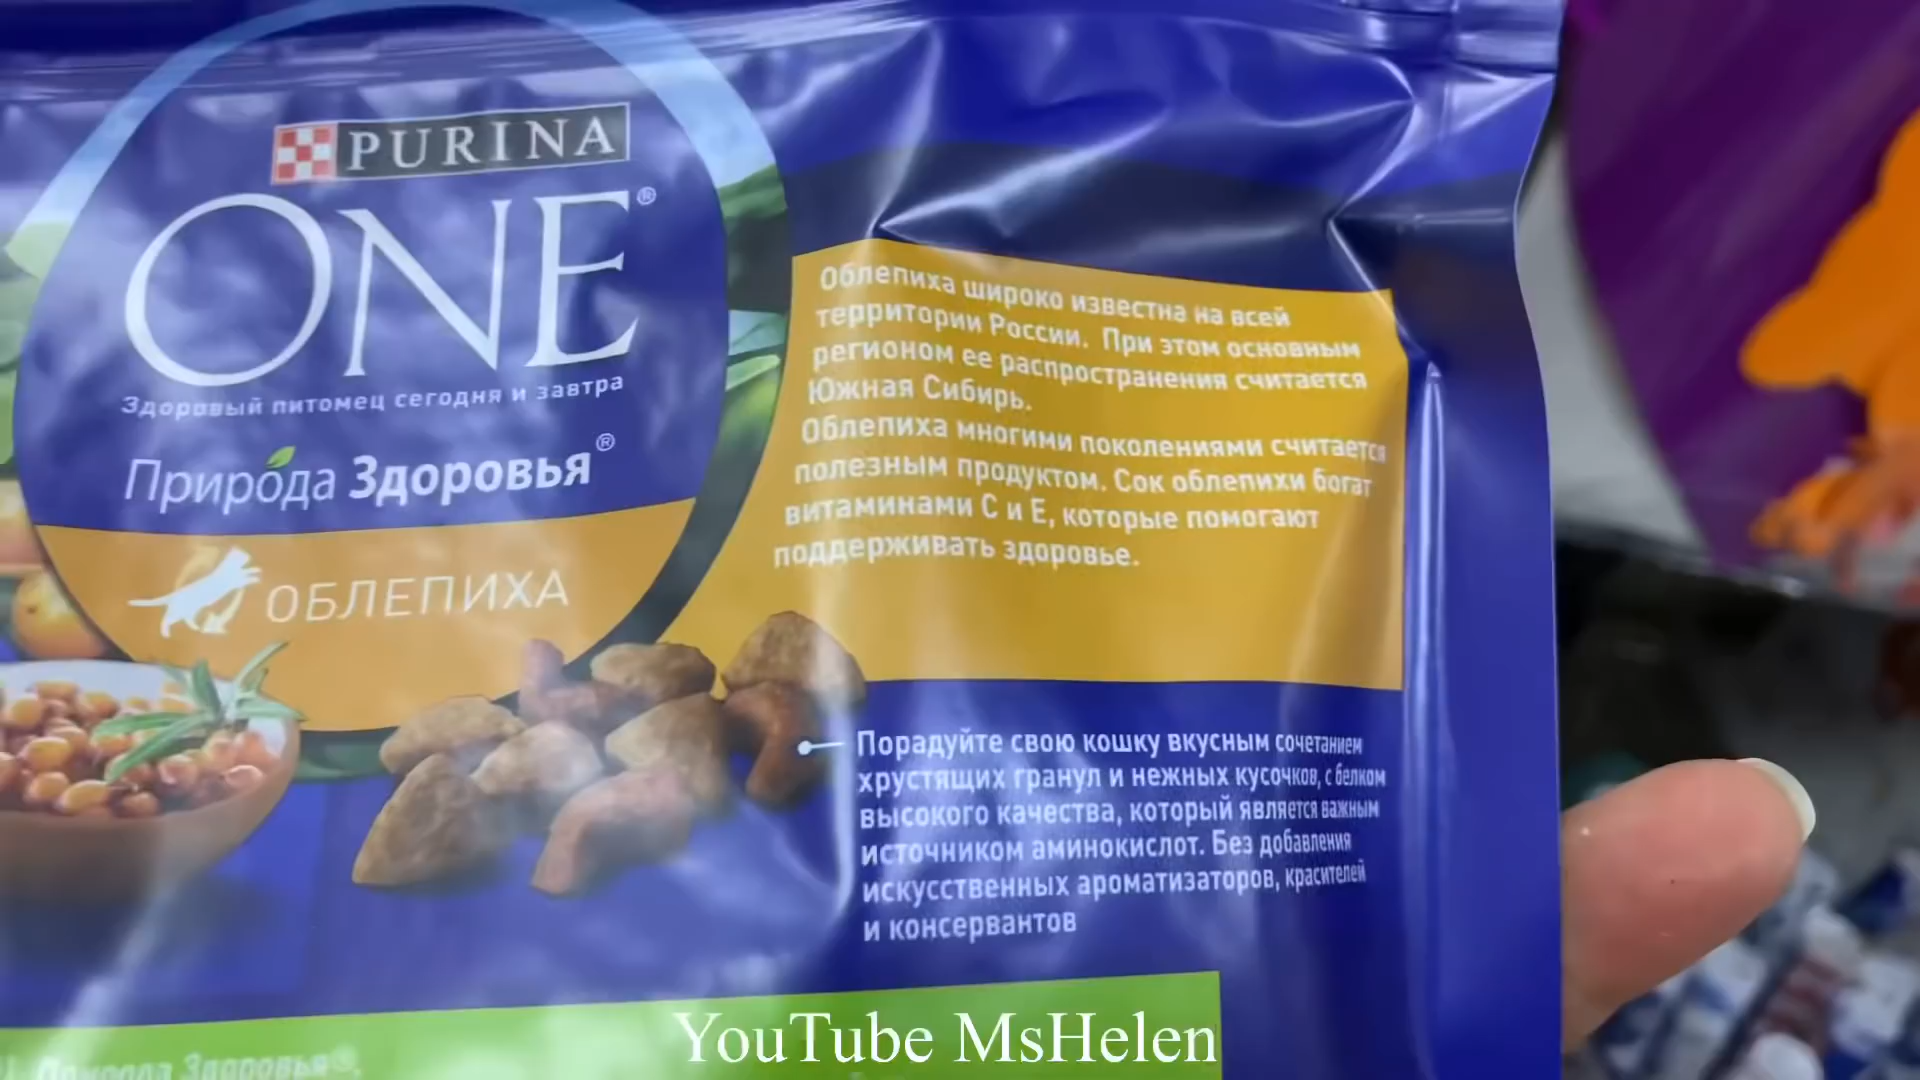 PURINA
ONE®
Здоровый питомец сегодня и завтра
Природа Здоровья®
ОБЛЕПИХА
Облепиха широко известна на всей
территории России. При этом основным
регионом ее распространения считается
Южная Сибирь.
Облепиха многими поколениями считается
полезным продуктом. Сок облепихи богат
витаминами С и Е, которые помогают
поддерживать здоровье.
Порадуйте свою кошку вкусным сочетанием
хрустящих гранул и нежных кусочков, с белком
высокого качества, который является важным
источником аминокислот. Без добавления
искусственных ароматизаторов, красителей
и консервантов
Природа Здоровья®,
YouTube MsHelen